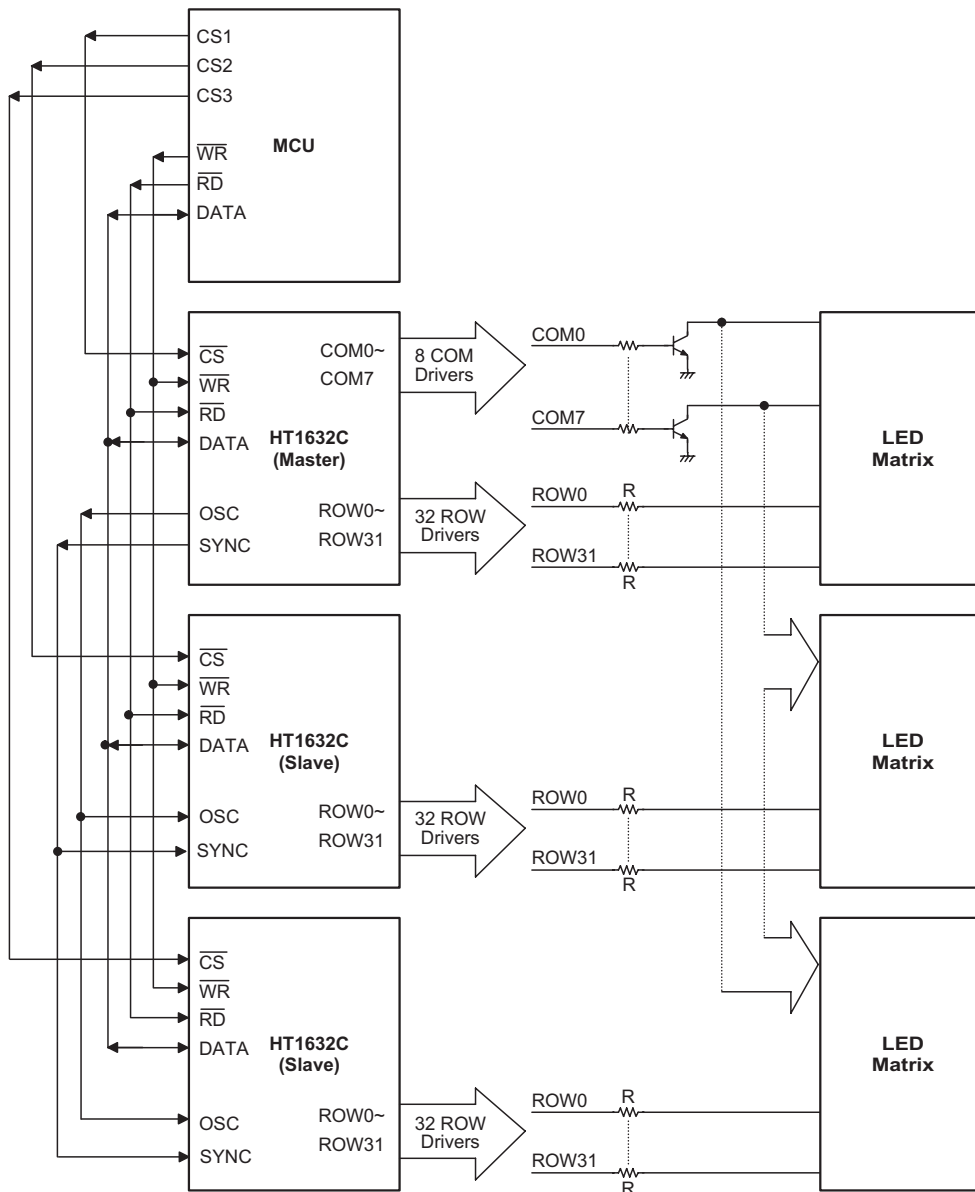 CS1
CS2
CS3
MCU
WR
RD
DATA
CS
WR
RD
DATA
HT1632C
(Master)
OSC
SYNC
COM0~
COM7
8 COM
Drivers
ROW0~
ROW31
32 ROW
Drivers
COM0
COM7
ROW0
R
ROW31
R
LED
Matrix
CS
WR
RD
DATA
HT1632C
(Slave)
OSC
SYNC
ROW0~
ROW31
32 ROW
Drivers
ROW0
R
ROW31
R
LED
Matrix
CS
WR
RD
DATA
HT1632C
(Slave)
OSC
SYNC
ROW0~
ROW31
32 ROW
Drivers
ROW0
R
ROW31
R
LED
Matrix